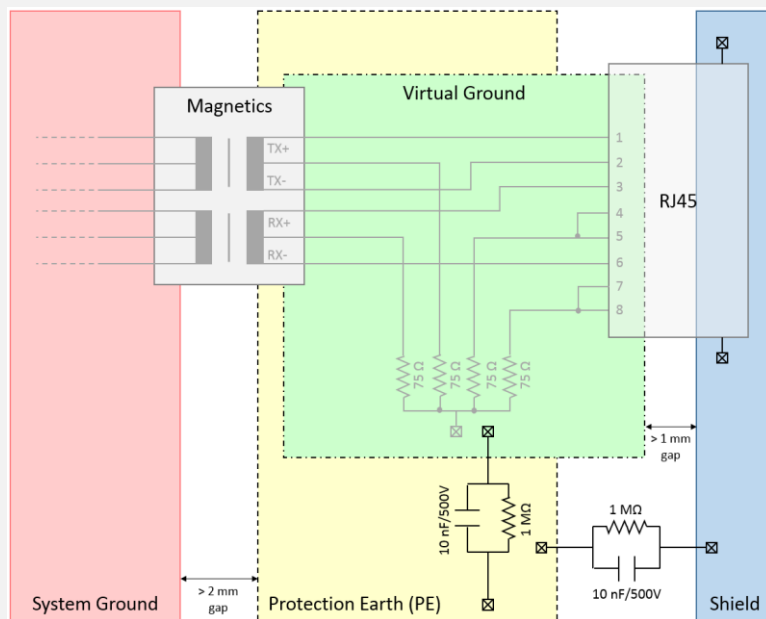 Magnetics
Virtual Ground
TX+
TX-
RX+
RX-
1
2
3
4
5
6
7
8
RJ45
75 Ω
75 Ω
75 Ω
75 Ω
> 1 mm
gap
10 nF/500V
1 MΩ
1 MΩ
10 nF/500V
> 2 mm
gap
System Ground
Protection Earth (PE)
Shield